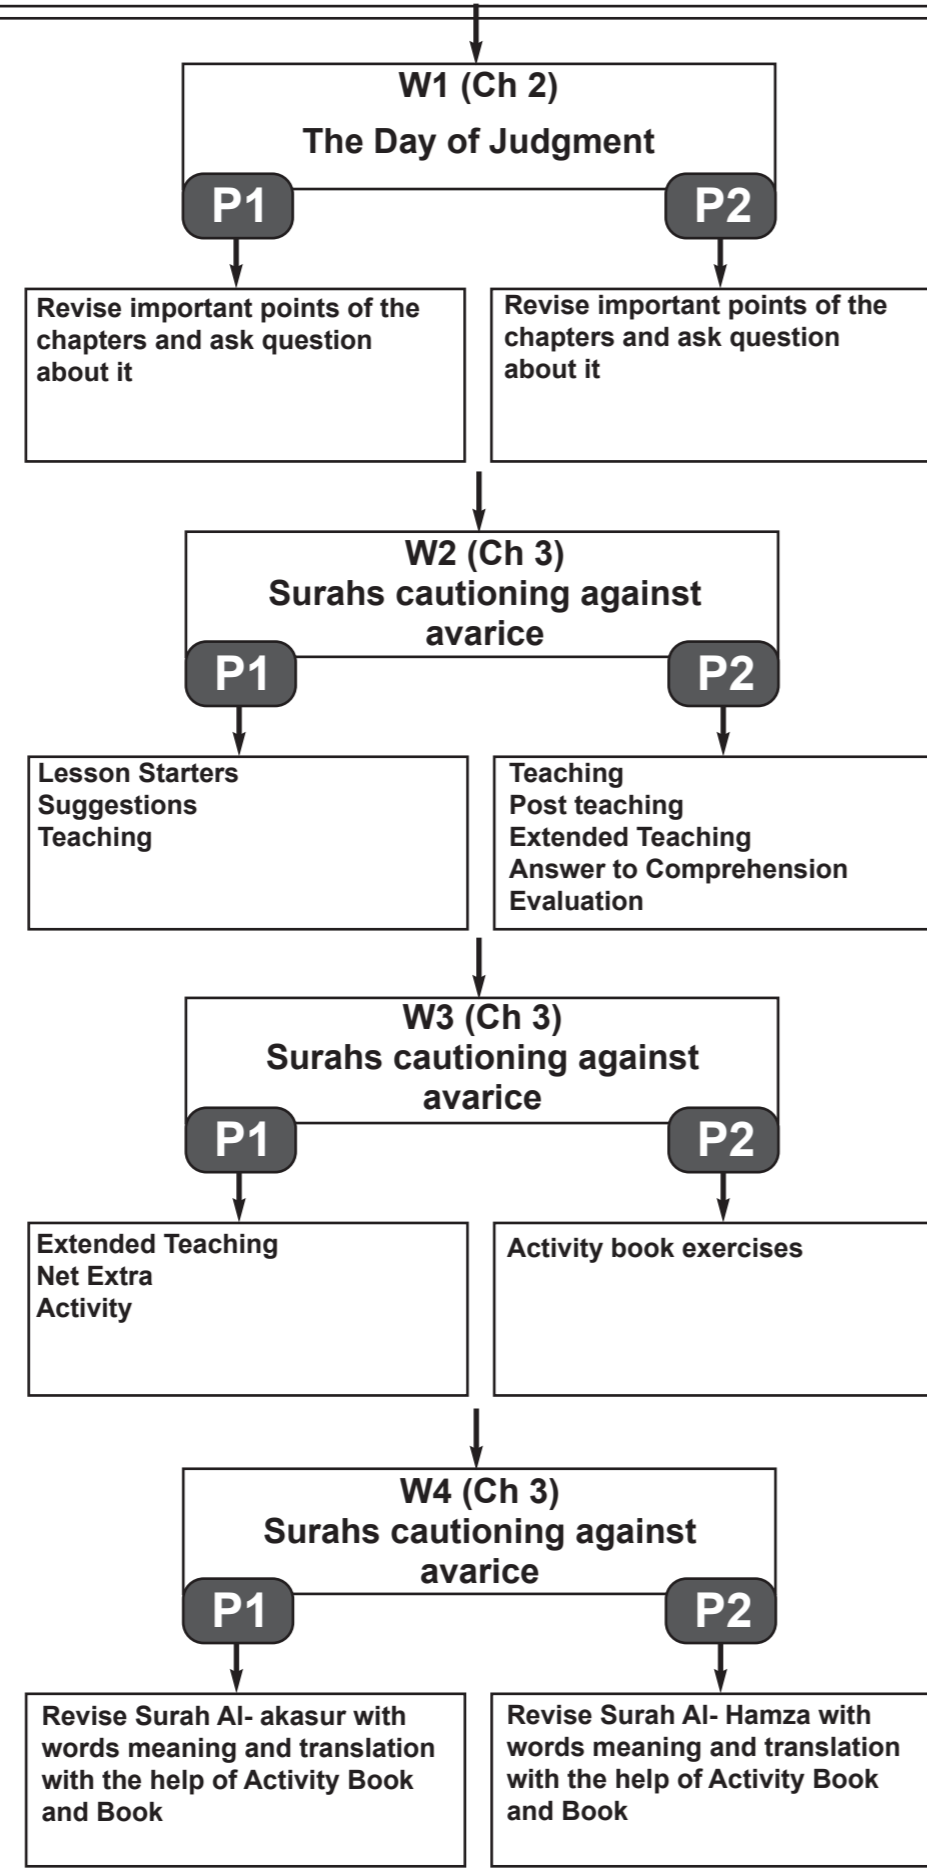 W1 (Ch 2)
The Day of Judgment
P1
P2
Revise important points of the
chapters and ask question
about it
Revise important points of the
chapters and ask question
about it
W2 (Ch 3)
Surahs cautioning against
avarice
P1
P2
Lesson Starters
Suggestions
Teaching
Teaching
Post teaching
Extended Teaching
Answer to Comprehension
Evaluation
W3 (Ch 3)
Surahs cautioning against
avarice
P1
P2
Extended Teaching
Net Extra
Activity
Activity book exercises
W4 (Ch 3)
Surahs cautioning against
avarice
P1
P2
Revise Surah Al- akasur with
words meaning and translation
with the help of Activity Book
and Book
Revise Surah Al- Hamza with
words meaning and translation
with the help of Activity Book
and Book